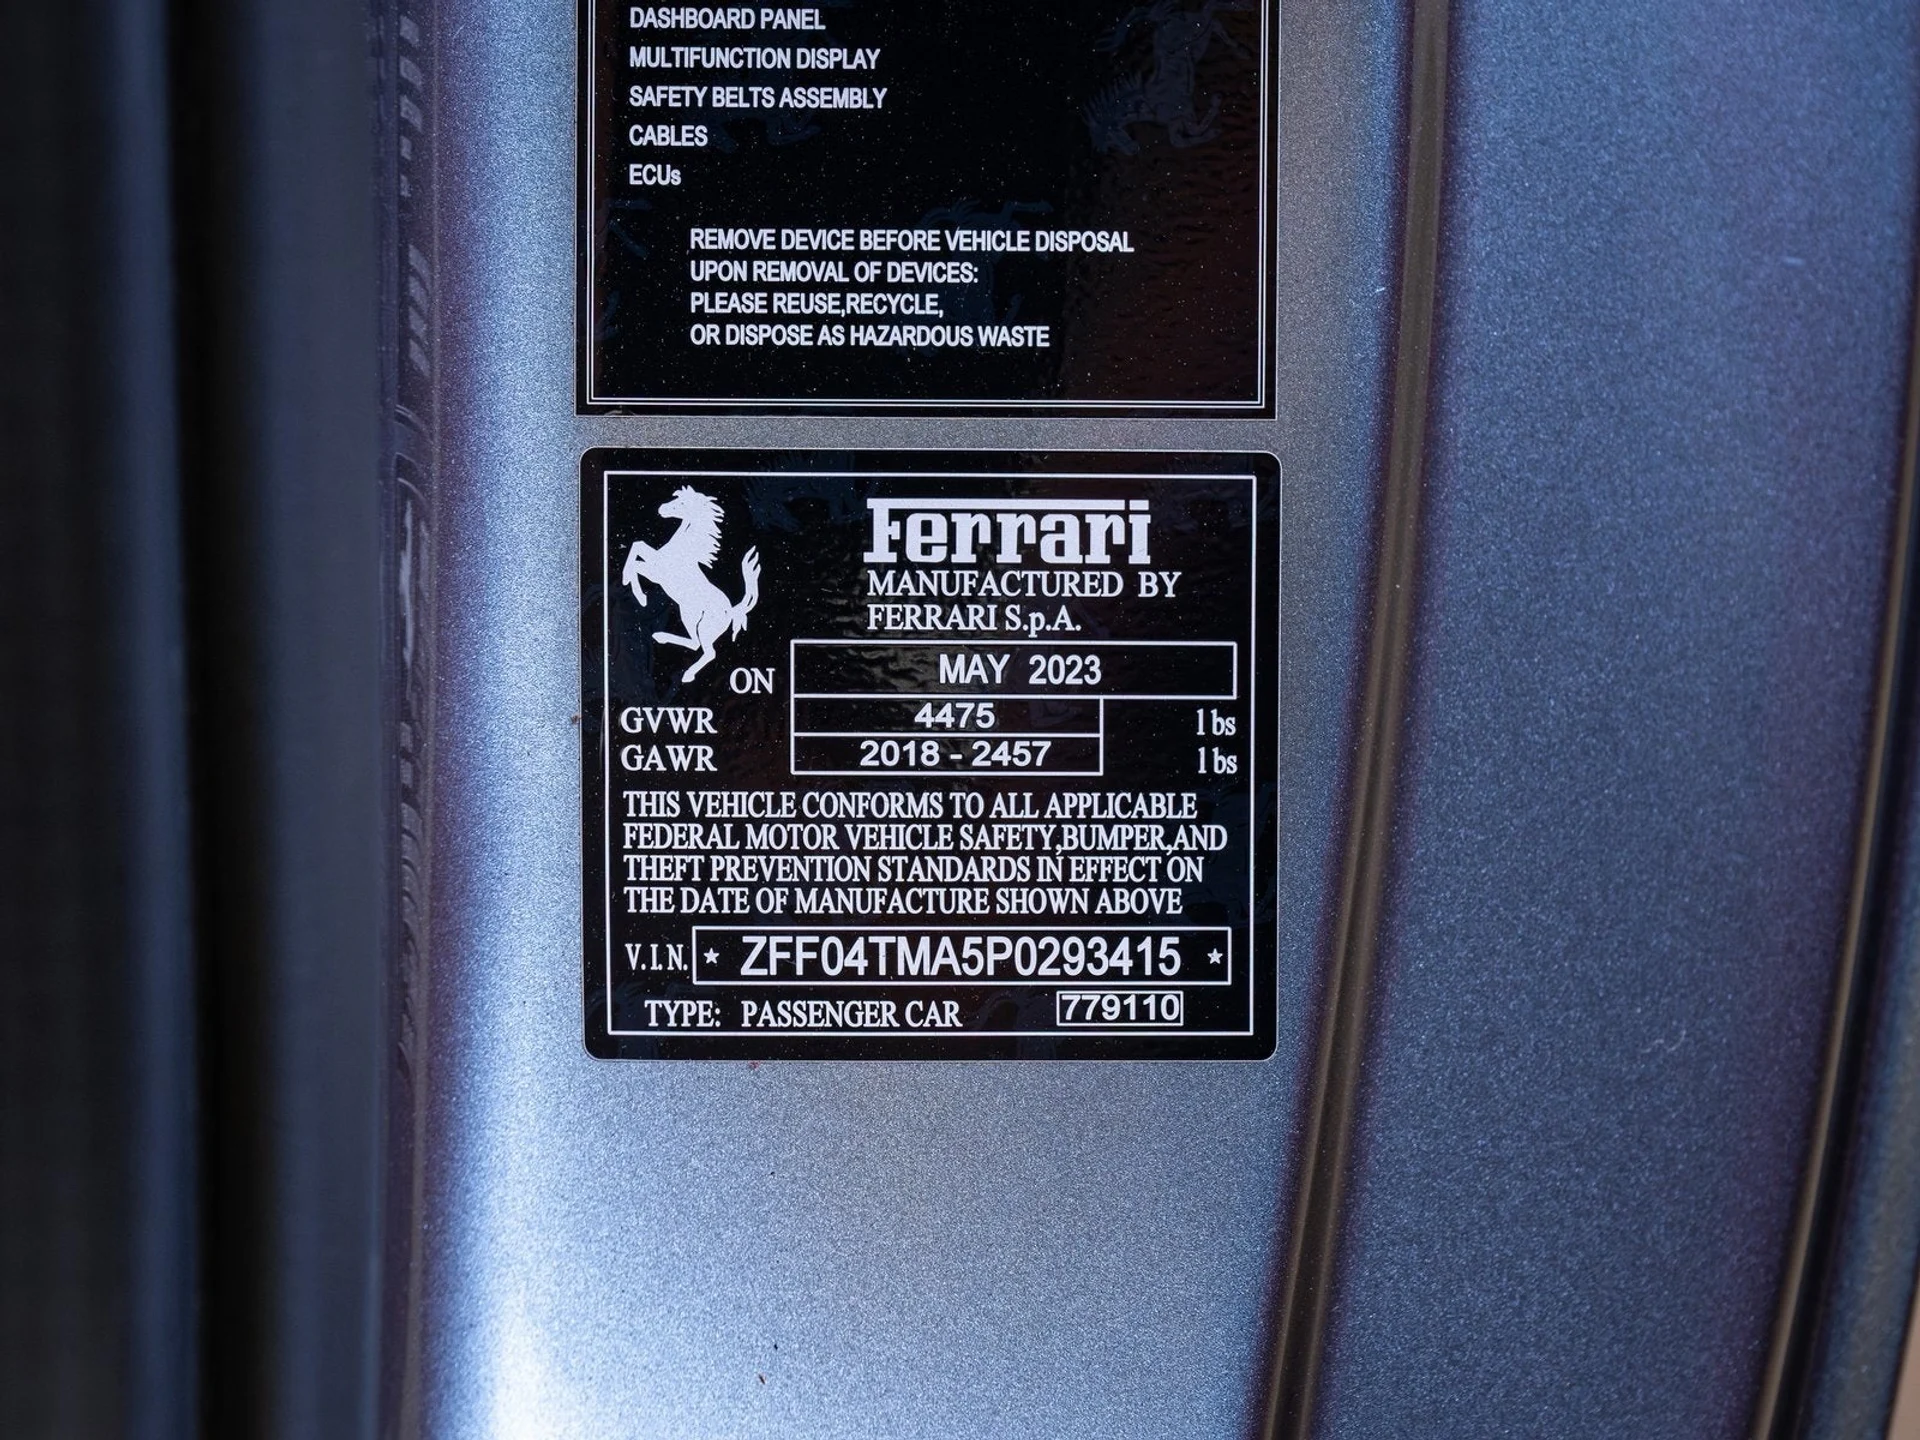 DASHBOARD PANEL
MULTIFUNCTION DISPLAY
SAFETY BELTS ASSEMBLY
CABLES
ECUs
REMOVE DEVICE BEFORE VEHICLE DISPOSAL
UPON REMOVAL OF DEVICES:
PLEASE REUSE,RECYCLE,
OR DISPOSE AS HAZARDOUS WASTE
Ferrari
MANUFACTURED BY
FERRARI S.p.A.
ON MAY 2023
GVWR 4475 lbs
GAWR 2018 - 2457 lbs
THIS VEHICLE CONFORMS TO ALL APPLICABLE
FEDERAL MOTOR VEHICLE SAFETY,BUMPER,AND
THEFT PREVENTION STANDARDS IN EFFECT ON
THE DATE OF MANUFACTURE SHOWN ABOVE
V.I.N. ★ ZFF04TMA5P0293415 ★
TYPE: PASSENGER CAR 779110